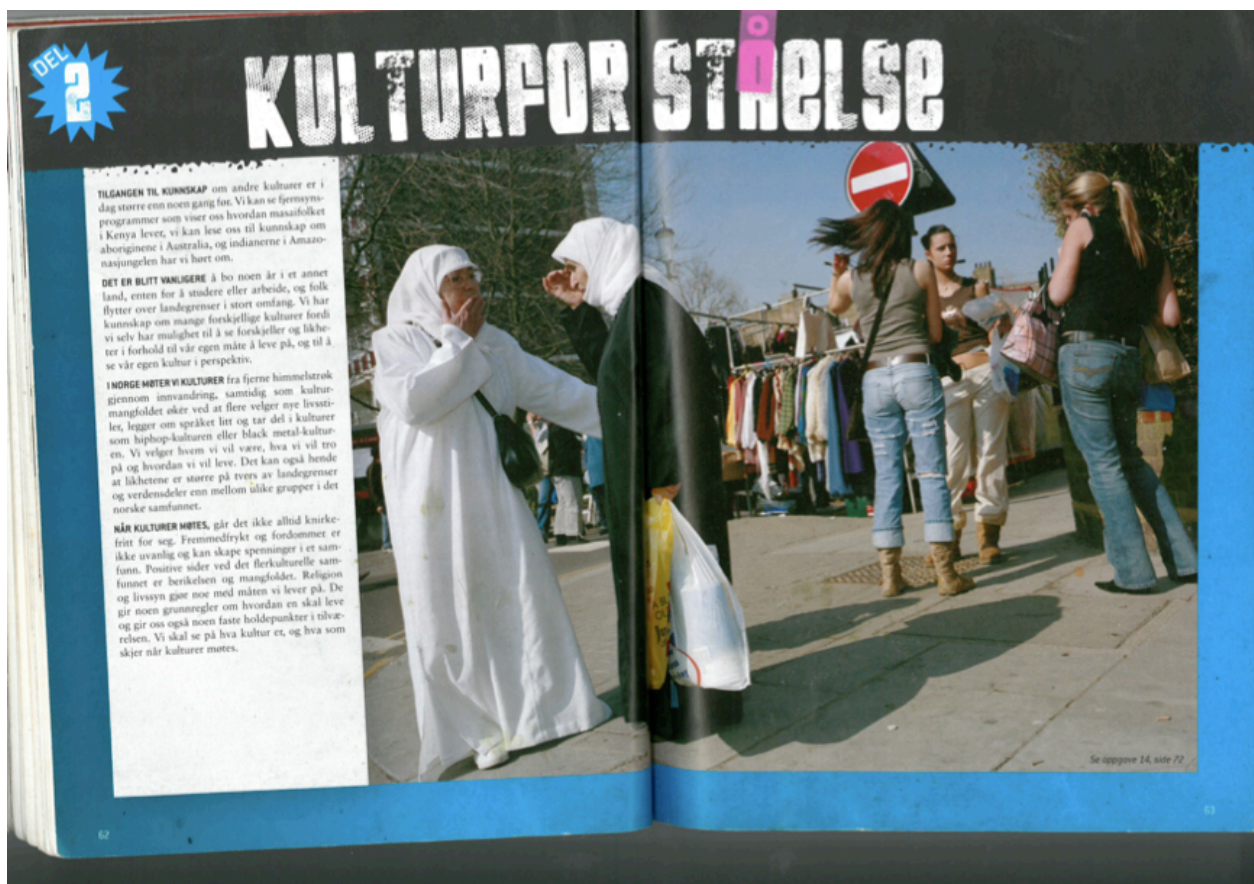 DEL
2
KULTURFORSTÅELSE
TILGANGEN TIL KUNNSKAP om andre kulturer er i
dag større enn noen gang før. Vi kan se fjernsyns-
programmer som viser oss hvordan masaifolket
i Kenya lever, vi kan lese oss til kunnskap om
aboriginene i Australia, og indianerne i Amazo-
nasjungelen har vi hørt om.
DET ER BLITT VANLIGERE å bo noen år i et annet
land, enten for å studere eller arbeide, og folk
flytter over landegrenser i stort omfang. Vi har
kunnskap om mange forskjellige kulturer fordi
vi selv har mulighet til å se forskjeller og likhe-
ter i forhold til vår egen måte å leve på, og til å
se vår egen kultur i perspektiv.
I NORGE MØTER VI KULTURER fra fjerne himmelstrøk
gjennom innvandring, samtidig som kultur-
mangfoldet øker ved at flere velger nye livssti-
ler, legger om språket litt og tar del i kulturer
som hiphop-kulturen eller black metal-kultur-
en. Vi velger hvem vi vil være, hva vi vil tro
på og hvordan vi vil leve. Det kan også hende
at likhetene er større på tvers av landegrenser
og verdensdeler enn mellom ulike grupper i det
norske samfunnet.
NÅR KULTURER MØTES, går det ikke alltid knirke-
fritt for seg. Fremmedfrykt og fordommer er
ikke uvanlig og kan skape spenninger i et sam-
funn. Positive sider ved det flerkulturelle sam-
funnet er berikelsen og mangfoldet. Religion
og livssyn gjør noe med måten vi lever på. De
gir noen grunnregler om hvordan en skal leve
og gir oss også noen faste holdepunkter i tilvæ-
relsen. Vi skal se på hva kultur er, og hva som
skjer når kulturer møtes.
Se oppgave 14, side 72
62
63